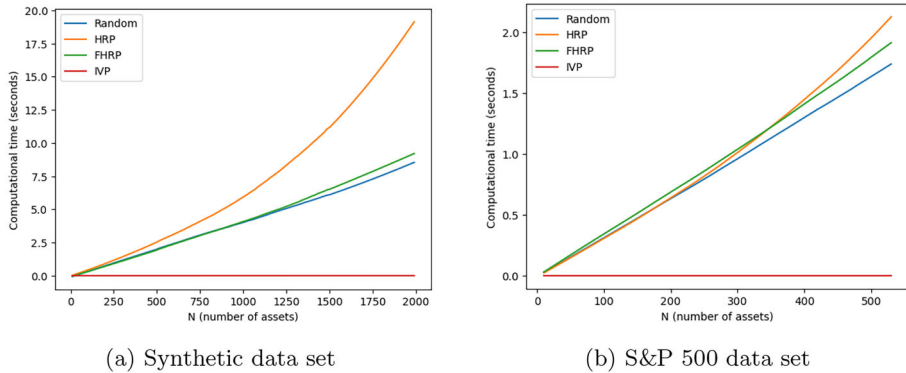 20.0
17.5
15.0
12.5
10.0
7.5
5.0
2.5
0.0
Computational time (seconds)
Random
HRP
FHRP
IVP
0 250 500 750 1000 1250 1500 1750 2000
N (number of assets)
(a) Synthetic data set
2.0
1.5
1.0
0.5
0.0
Computational time (seconds)
Random
HRP
FHRP
IVP
0 100 200 300 400 500
N (number of assets)
(b) S&P 500 data set